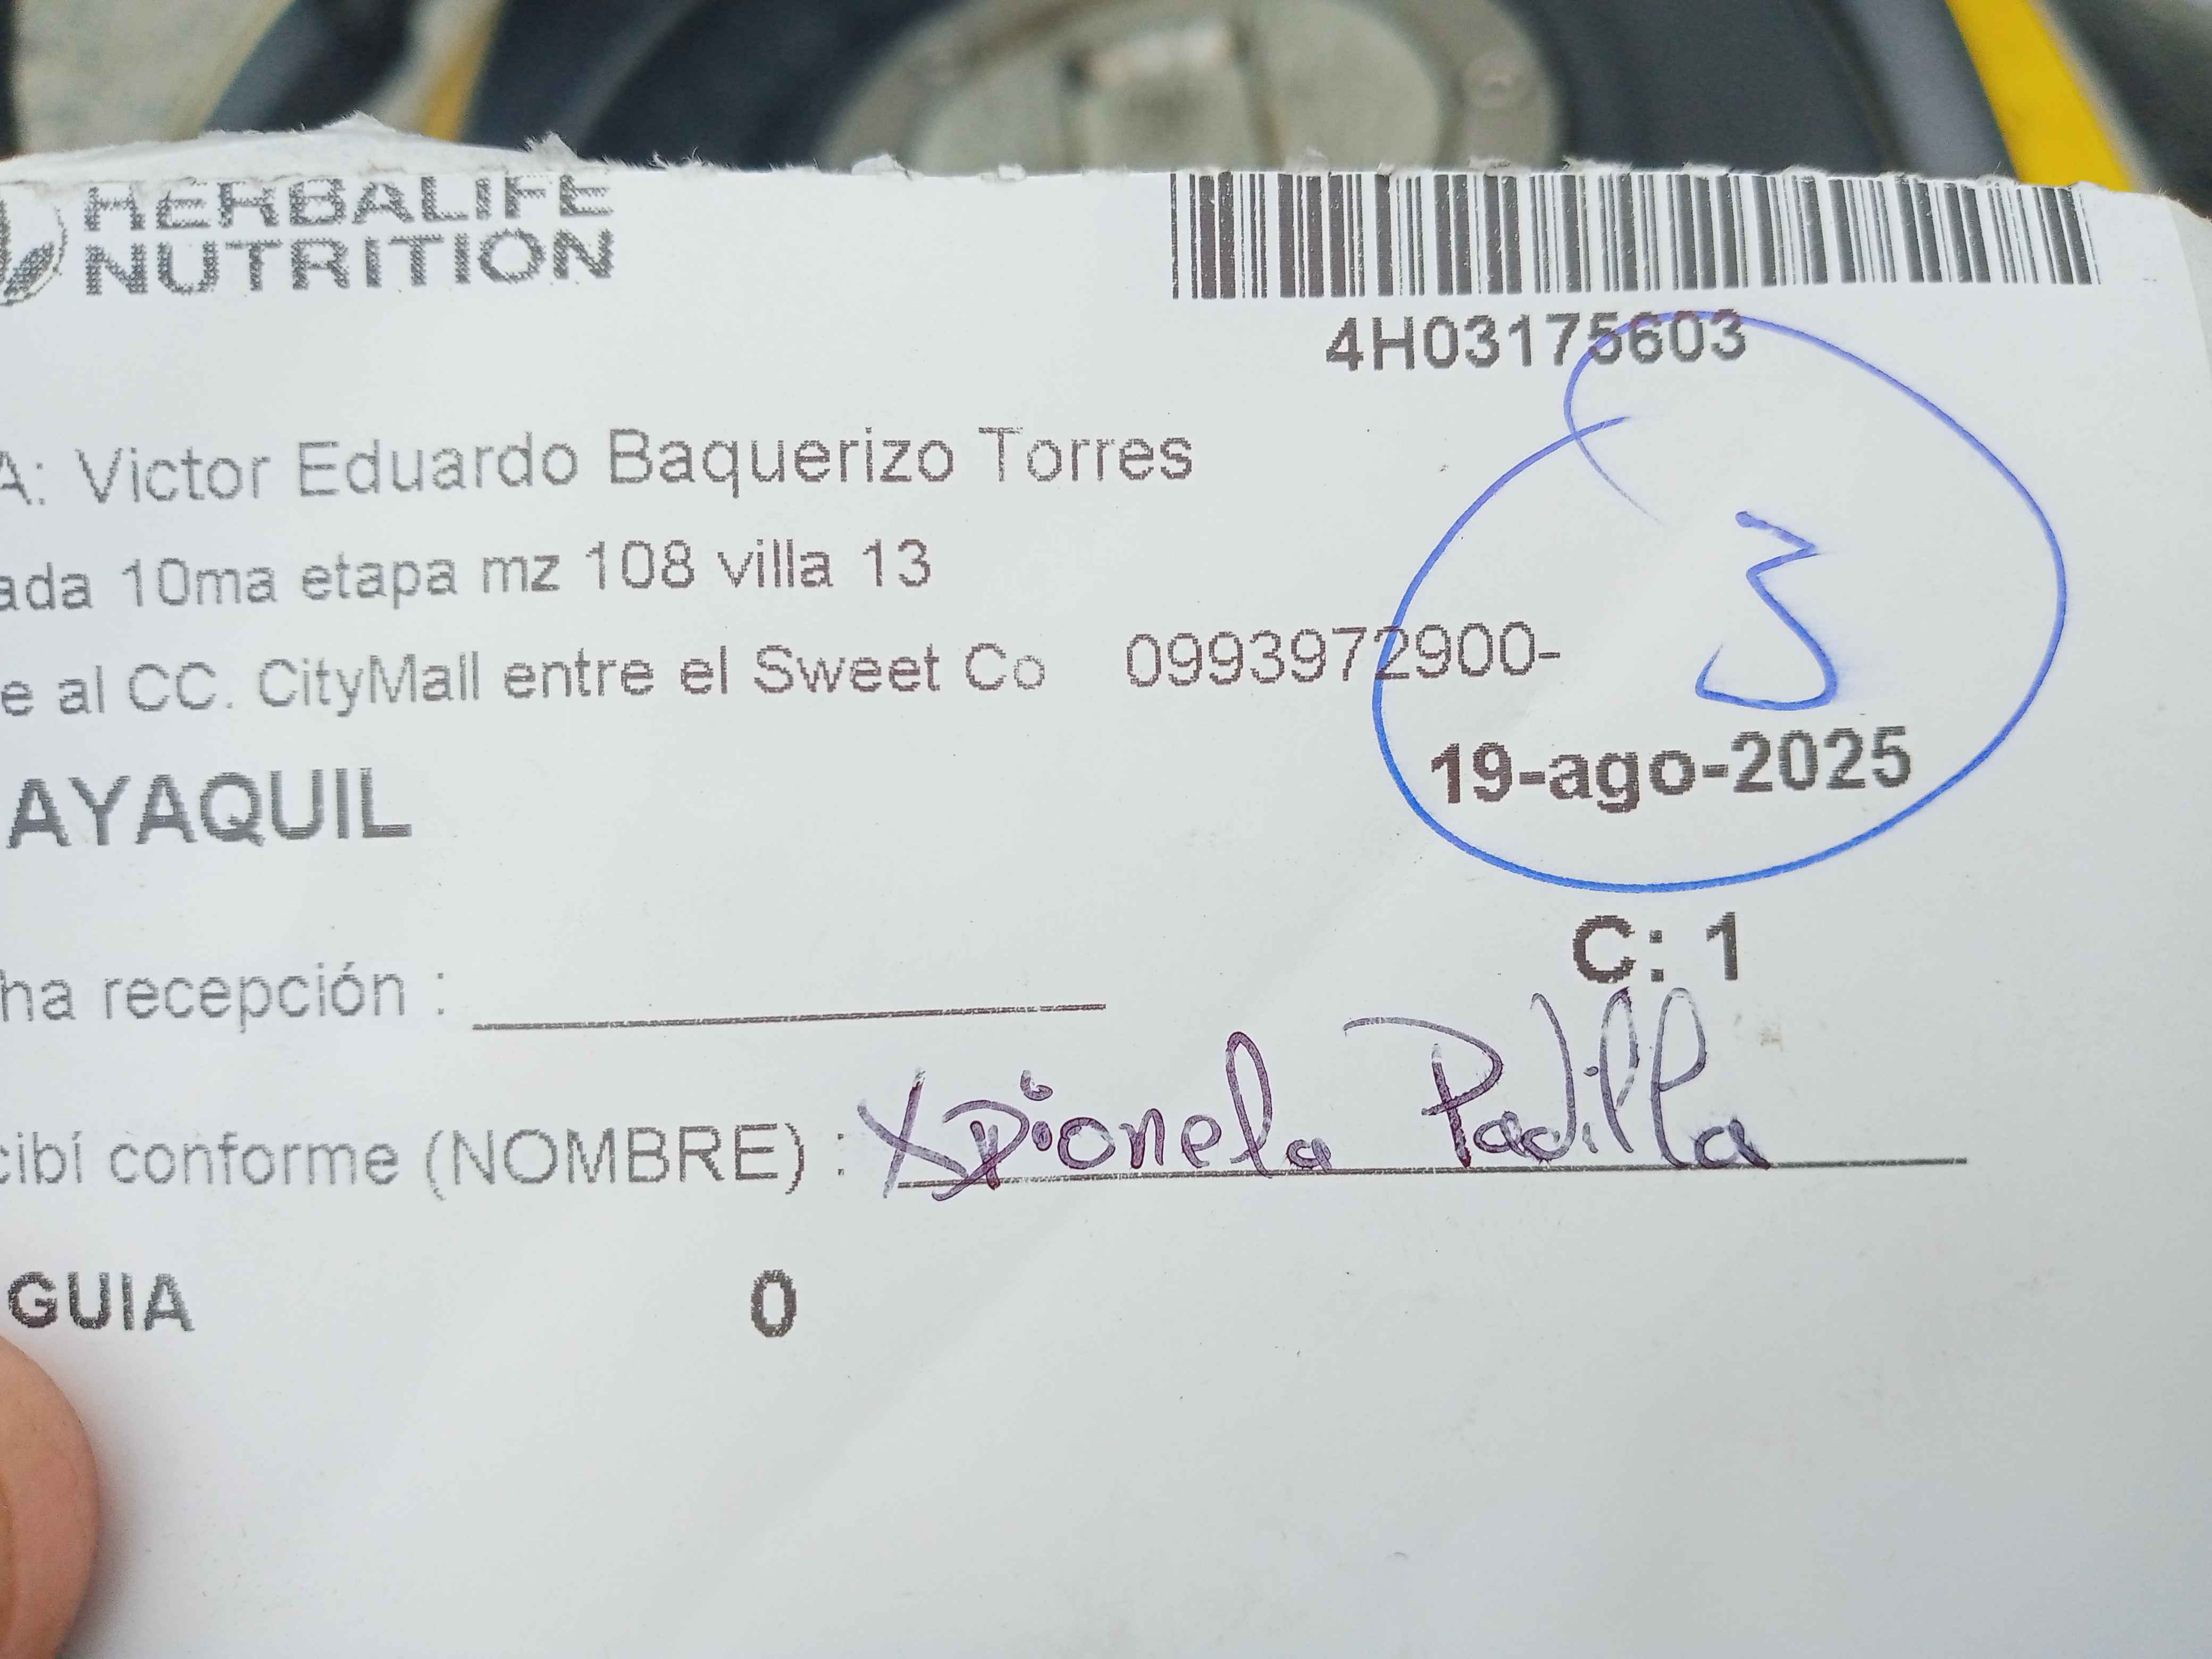 HERBALIFE
NUTRITION
4H03175603
A: Victor Eduardo Baquerizo Torres
3
ada 10ma etapa mz 108 villa 13
e al CC. CityMall entre el Sweet Co 0993972900-
19-ago-2025
AYAQUIL
C: 1
ha recepción :
cibí conforme (NOMBRE) : X Dionela Padilla
GUIA 0